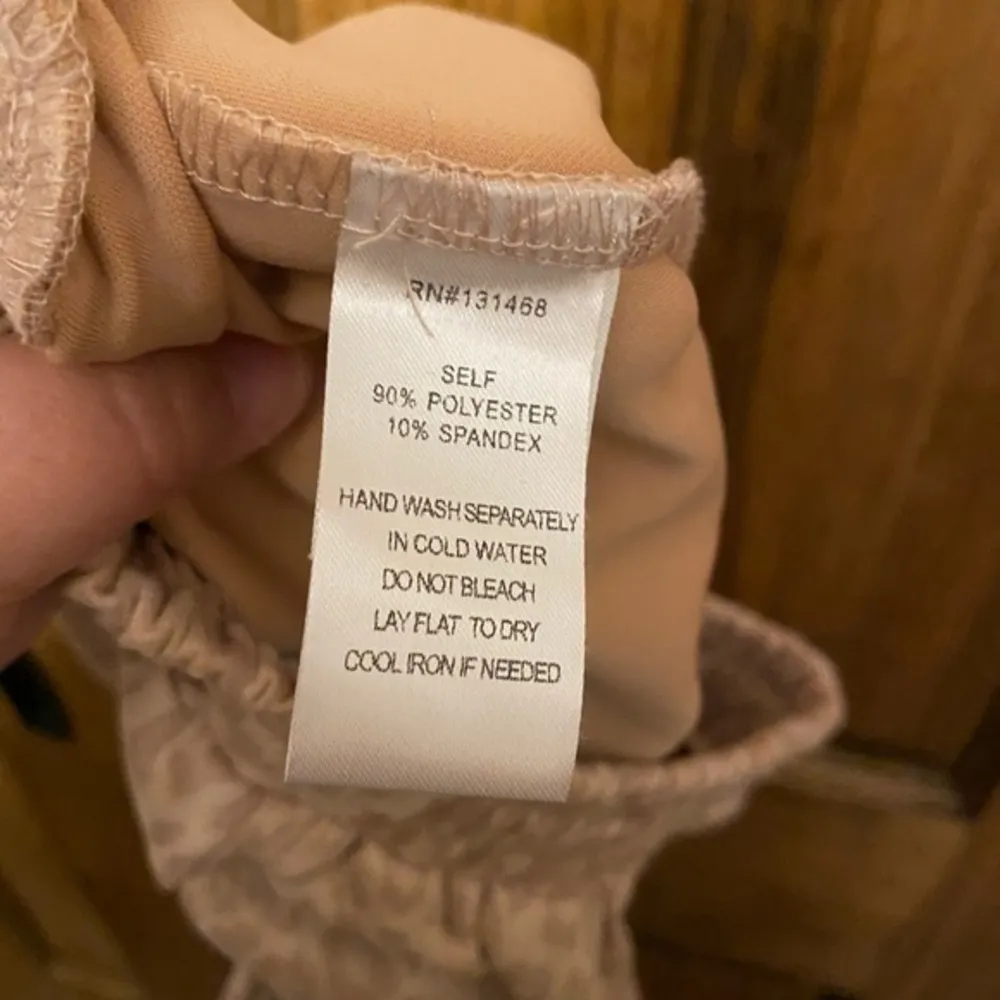 RN#131468
SELF
90% POLYESTER
10% SPANDEX
HAND WASH SEPARATELY
IN COLD WATER
DO NOT BLEACH
LAY FLAT TO DRY
COOL IRON IF NEEDED